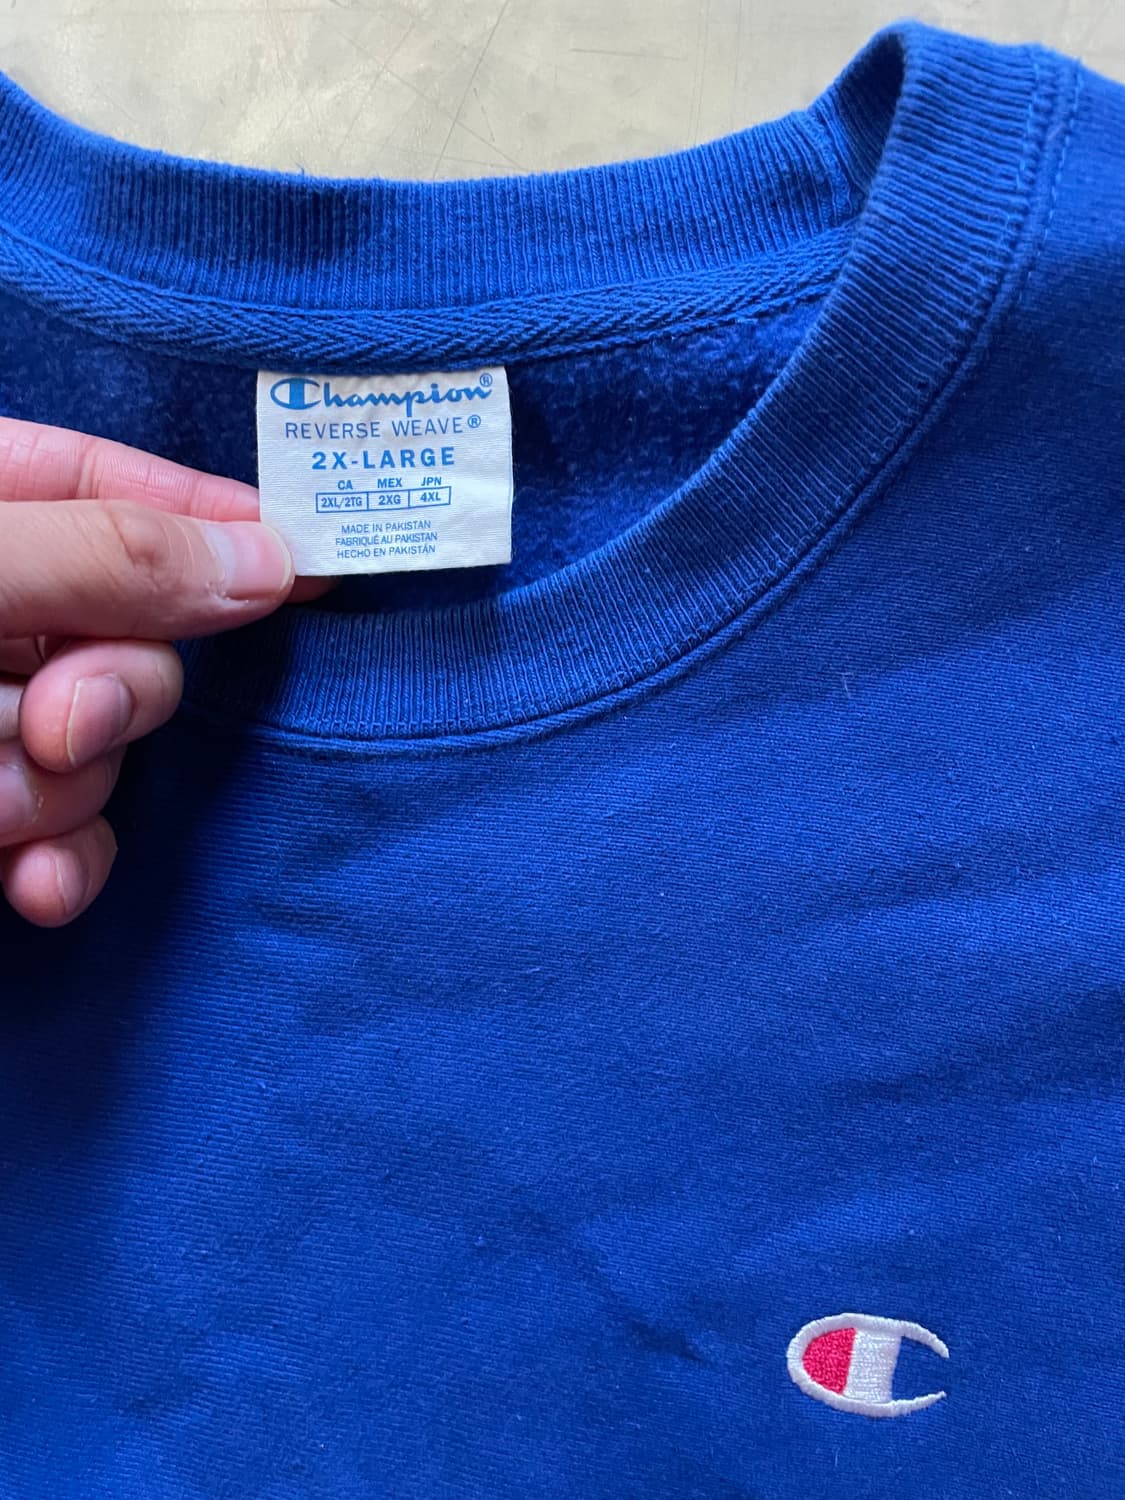 Champion®
REVERSE WEAVE®
2X-LARGE
CA MEX JPN
2XL/2TG 2XG 4XL
MADE IN PAKISTAN
FABRIQUÉ AU PAKISTAN
HECHO EN PAKISTÁN
C